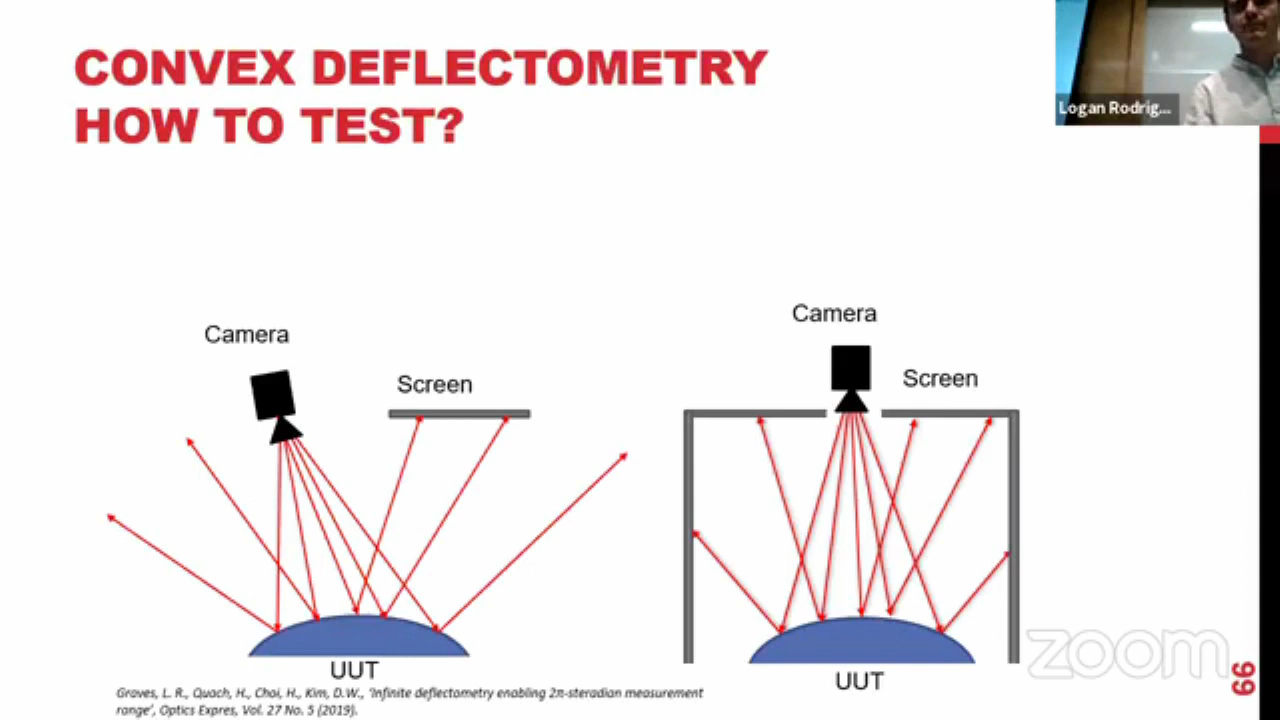 CONVEX DEFLECTOMETRY
HOW TO TEST?
Logan Rodrig...
Camera
Screen
UUT
Camera
Screen
UUT
Graves, L. R., Quach, H., Choi, H., Kim, D.W., 'Infinite deflectometry enabling 2π-steradian measurement
range', Optics Expres, Vol. 27 No. 5 (2019).
zoom
99